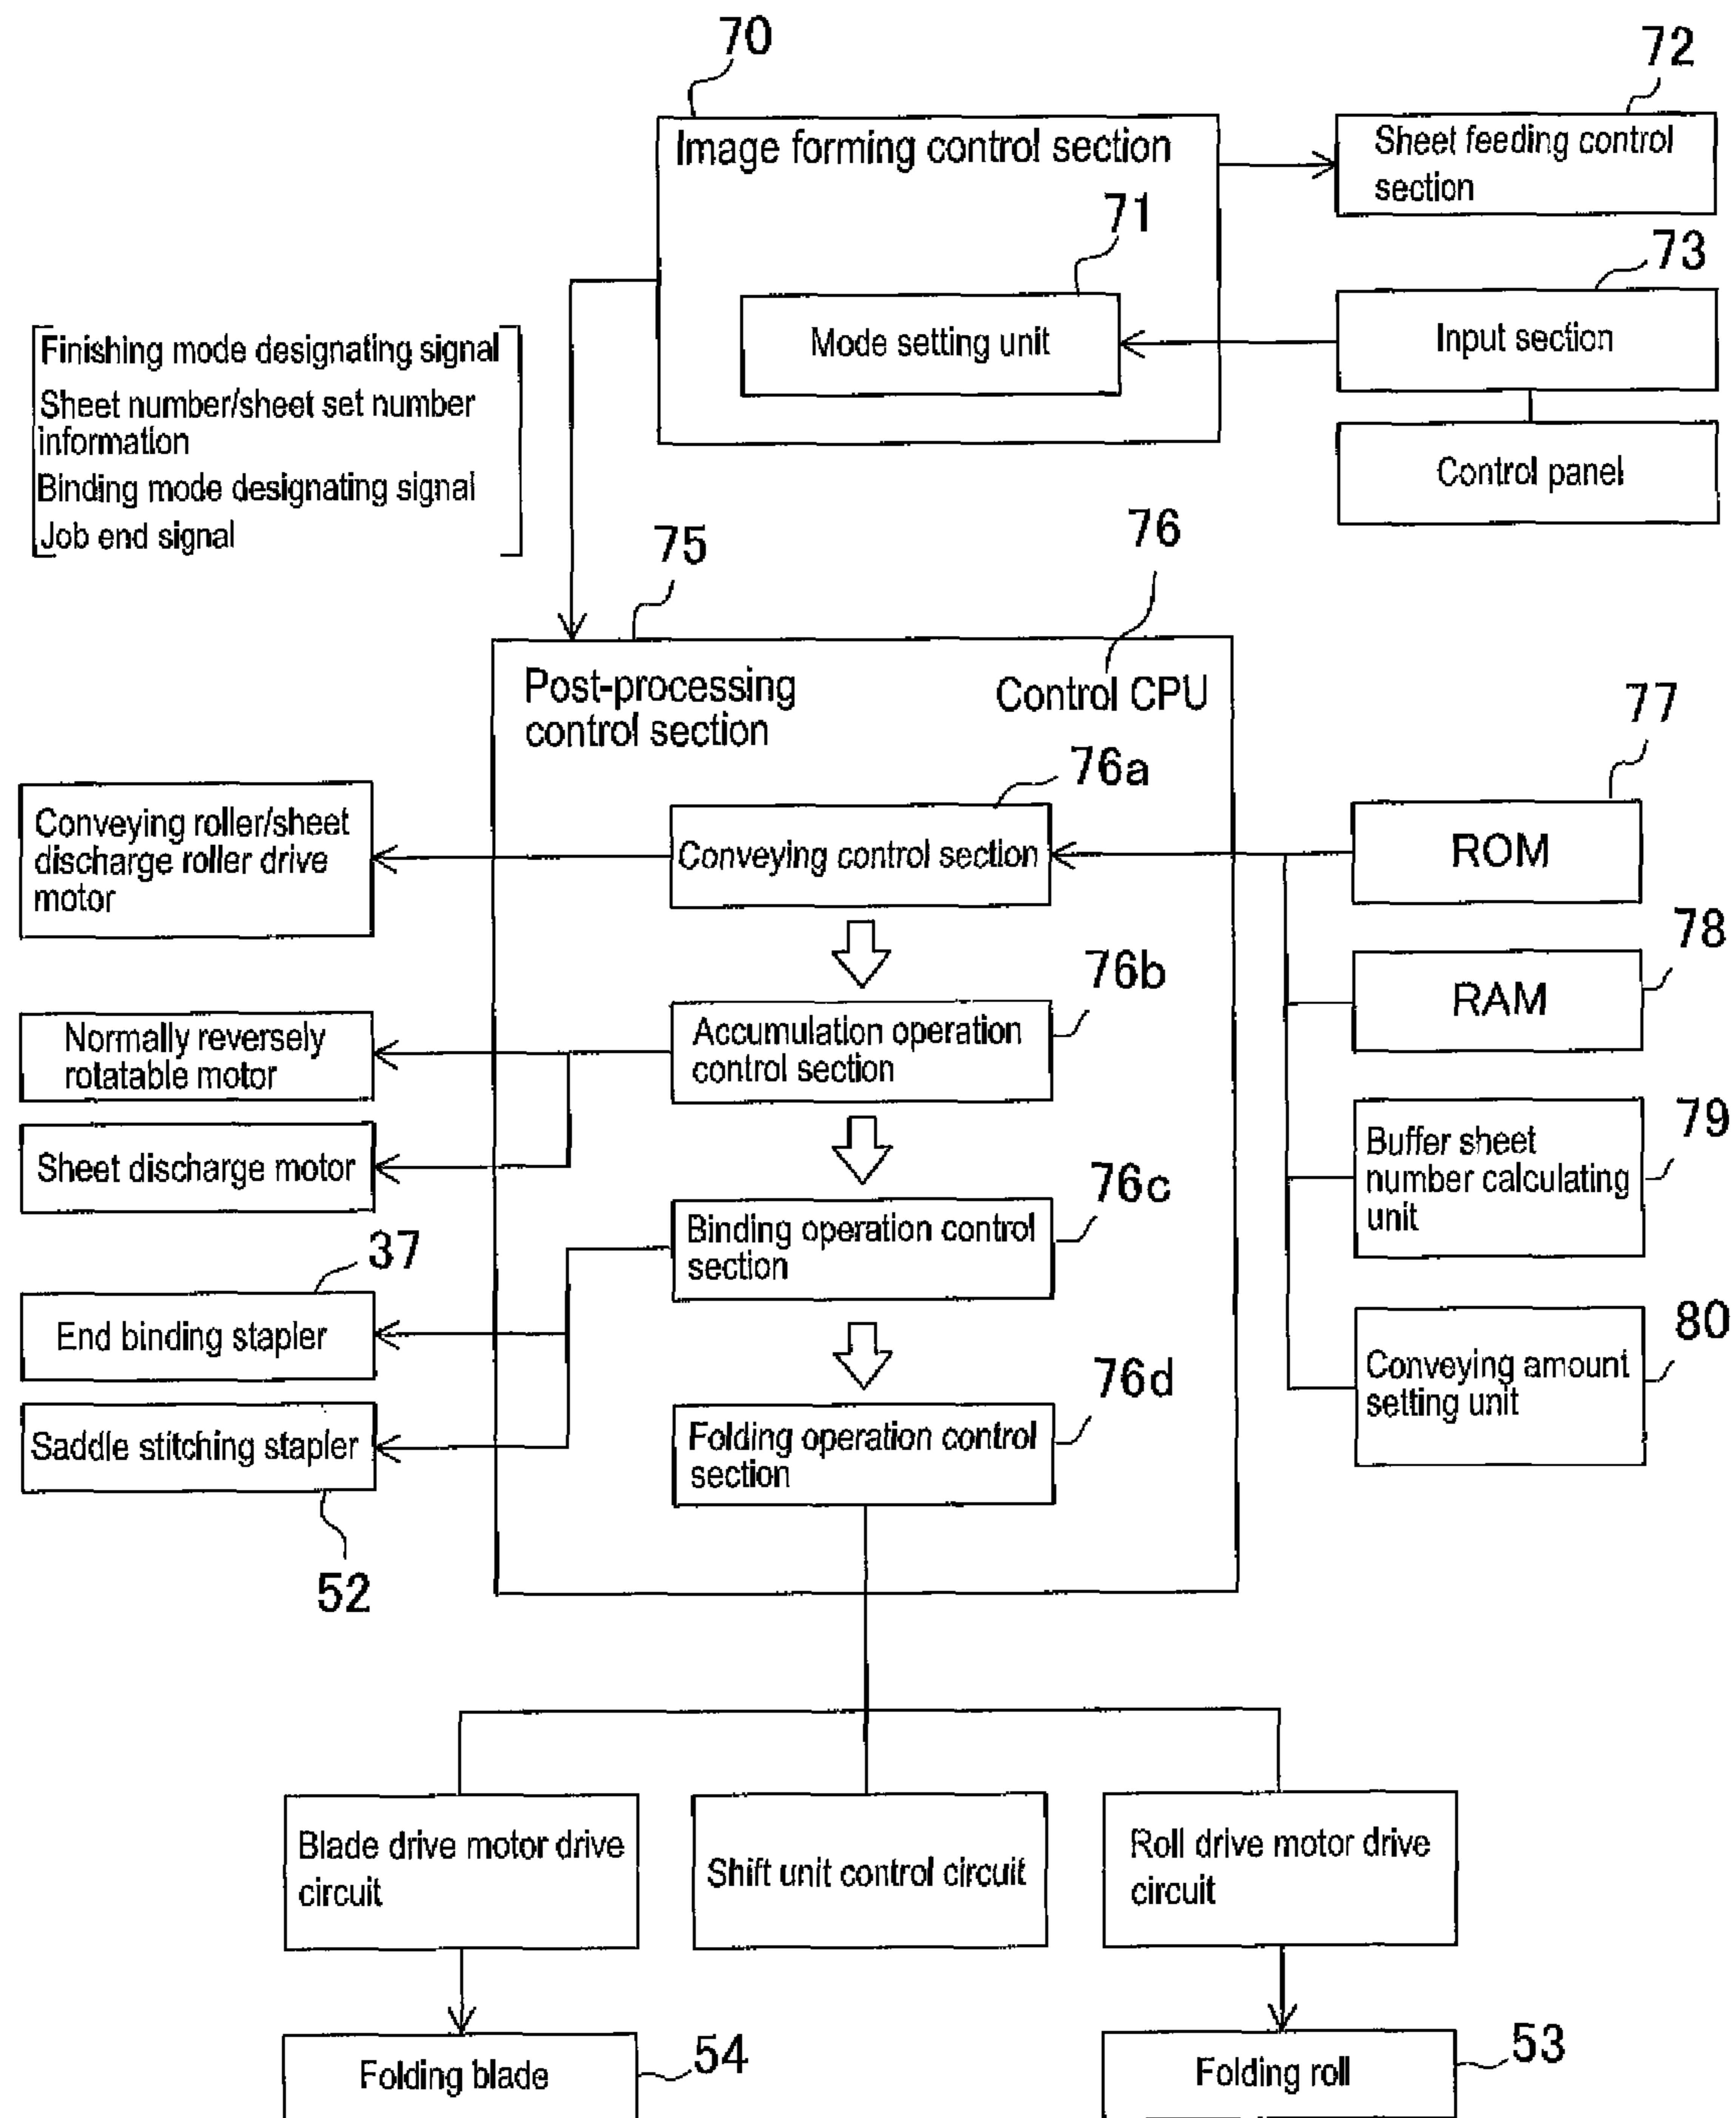 70
Image forming control section
71
Mode setting unit
72
Sheet feeding control
section
73
Input section
Control panel
Finishing mode designating signal
Sheet number/sheet set number
information
Binding mode designating signal
Job end signal
75
76
Post-processing
control section
Control CPU
76a
Conveying control section
76b
Accumulation operation
control section
76c
Binding operation control
section
76d
Folding operation control
section
Conveying roller/sheet
discharge roller drive
motor
Normally reversely
rotatable motor
Sheet discharge motor
37
End binding stapler
Saddle stitching stapler
52
77
ROM
78
RAM
79
Buffer sheet
number calculating
unit
80
Conveying amount
setting unit
Blade drive motor drive
circuit
Shift unit control circuit
Roll drive motor drive
circuit
Folding blade
54
Folding roll
53